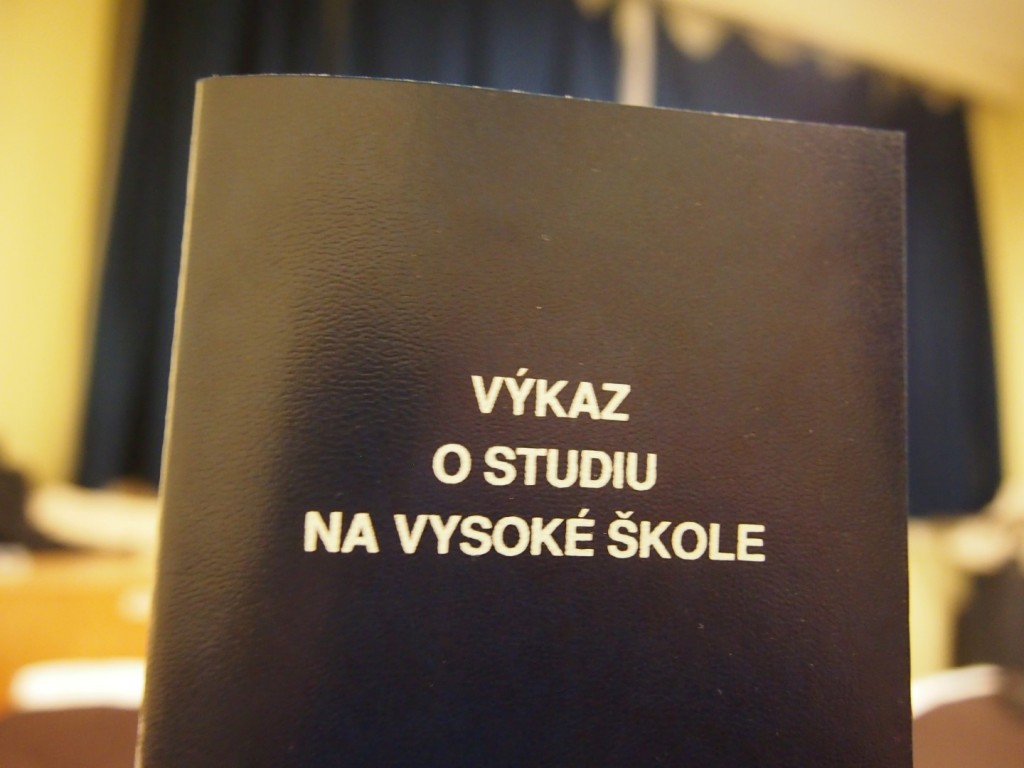 VÝKAZ
O STUDIU
NA VYSOKÉ ŠKOLE